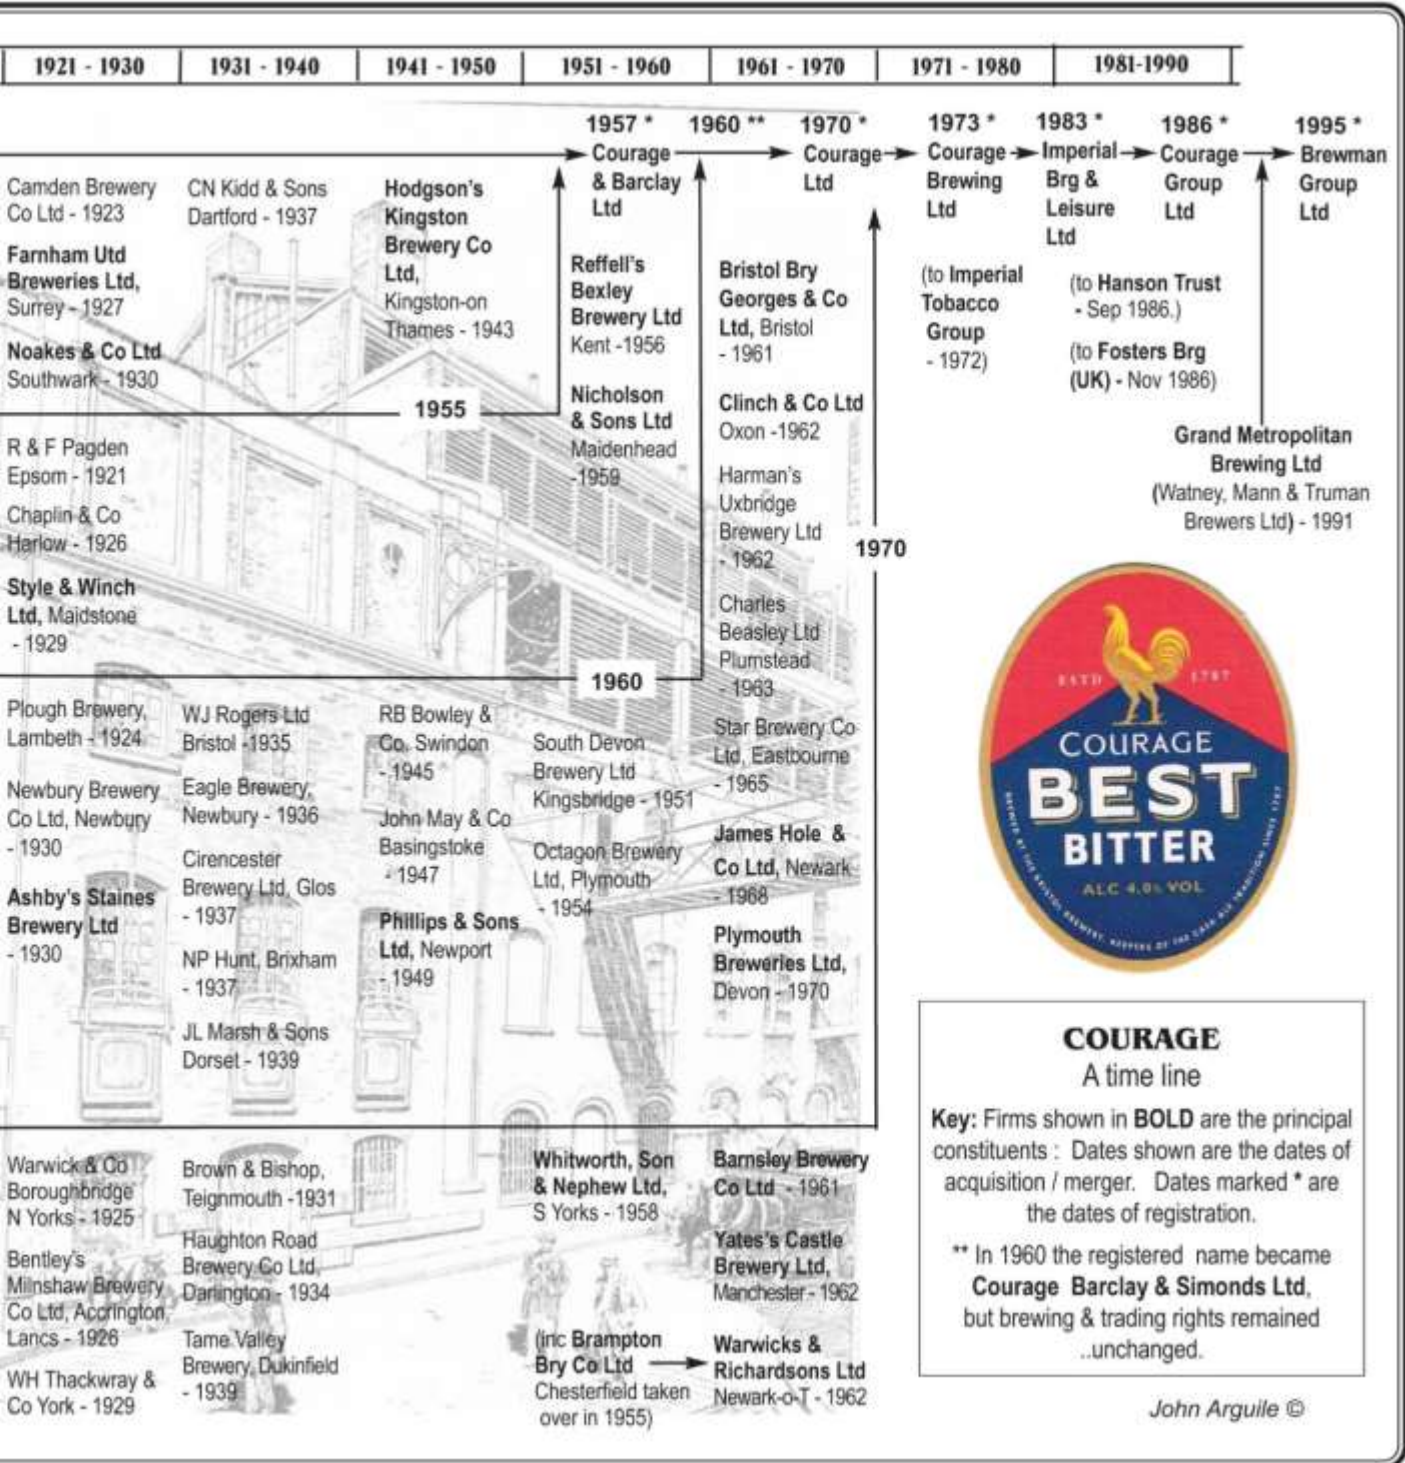 1921 - 1930
1931 - 1940
1941 - 1950
1951 - 1960
1961 - 1970
1971 - 1980
1981-1990
1957 *
Courage
& Barclay
Ltd
1960 **
1970 *
Courage
Ltd
1973 *
Courage
Brewing
Ltd
1983 *
Imperial
Brg &
Leisure
Ltd
1986 *
Courage
Group
Ltd
1995 *
Brewman
Group
Ltd
Camden Brewery
Co Ltd - 1923
Farnham Utd
Breweries Ltd,
Surrey - 1927
Noakes & Co Ltd
Southwark - 1930
CN Kidd & Sons
Dartford - 1937
Hodgson's
Kingston
Brewery Co
Ltd,
Kingston-on
Thames - 1943
Reffell's
Bexley
Brewery Ltd
Kent -1956
Nicholson
& Sons Ltd
Maidenhead
-1959
Bristol Bry
Georges & Co
Ltd, Bristol
- 1961
Clinch & Co Ltd
Oxon -1962
Harman's
Uxbridge
Brewery Ltd
- 1962
Charles
Beasley Ltd
Plumstead
- 1963
(to Imperial
Tobacco
Group
- 1972)
(to Hanson Trust
- Sep 1986.)
(to Fosters Brg
(UK) - Nov 1986)
Grand Metropolitan
Brewing Ltd
(Watney, Mann & Truman
Brewers Ltd) - 1991
1955
R & F Pagden
Epsom - 1921
Chaplin & Co
Harlow - 1926
Style & Winch
Ltd, Maidstone
- 1929
1970
1960
Plough Brewery,
Lambeth - 1924
Newbury Brewery
Co Ltd, Newbury
- 1930
Ashby's Staines
Brewery Ltd
- 1930
WJ Rogers Ltd
Bristol -1935
Eagle Brewery,
Newbury - 1936
Cirencester
Brewery Ltd, Glos
- 1937
NP Hunt, Brixham
- 1937
JL Marsh & Sons
Dorset - 1939
RB Bowley &
Co, Swindon
- 1945
John May & Co
Basingstoke
- 1947
Phillips & Sons
Ltd, Newport
- 1949
South Devon
Brewery Ltd
Kingsbridge - 1951
Octagon Brewery
Ltd, Plymouth
- 1954
Star Brewery Co
Ltd, Eastbourne
- 1965
James Hole &
Co Ltd, Newark
- 1968
Plymouth
Breweries Ltd,
Devon - 1970
ESTD 1787
COURAGE
BEST
BITTER
ALC 4.0% VOL
Warwick & Co
Boroughbridge
N Yorks - 1925
Bentley's
Milnshaw Brewery
Co Ltd, Accrington,
Lancs - 1926
WH Thackwray &
Co York - 1929
Brown & Bishop,
Teignmouth -1931
Haughton Road
Brewery Co Ltd,
Darlington - 1934
Tame Valley
Brewery, Dukinfield
- 1939
Whitworth, Son
& Nephew Ltd,
S Yorks - 1958
(inc Brampton
Bry Co Ltd
Chesterfield taken
over in 1955)
Barnsley Brewery
Co Ltd - 1961
Yates's Castle
Brewery Ltd,
Manchester - 1962
Warwicks &
Richardsons Ltd
Newark-o-T - 1962
COURAGE
A time line
Key: Firms shown in BOLD are the principal
constituents : Dates shown are the dates of
acquisition / merger. Dates marked * are
the dates of registration.
** In 1960 the registered name became
Courage Barclay & Simonds Ltd,
but brewing & trading rights remained
..unchanged.
John Arguile ©